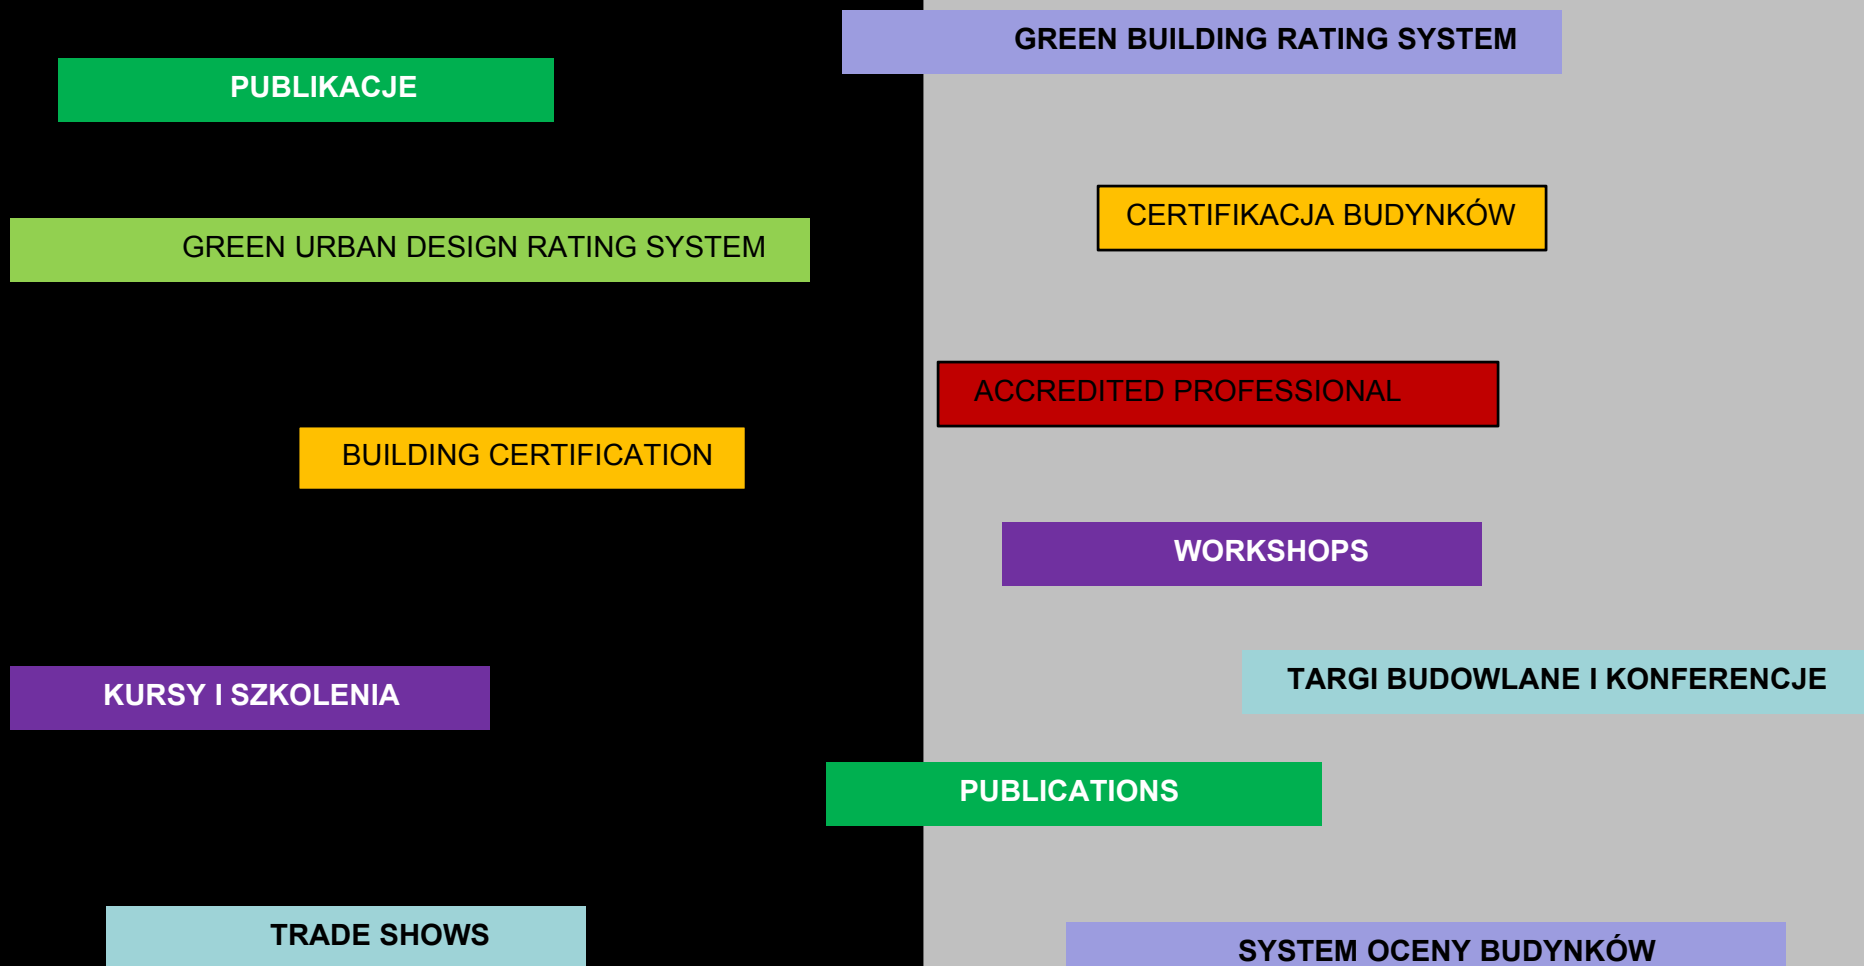 GREEN BUILDING RATING SYSTEM
PUBLIKACJE
CERTIFIKACJA BUDYNKÓW
GREEN URBAN DESIGN RATING SYSTEM
ACCREDITED PROFESSIONAL
BUILDING CERTIFICATION
WORKSHOPS
TARGI BUDOWLANE I KONFERENCJE
KURSY I SZKOLENIA
PUBLICATIONS
TRADE SHOWS
SYSTEM OCENY BUDYNKÓW